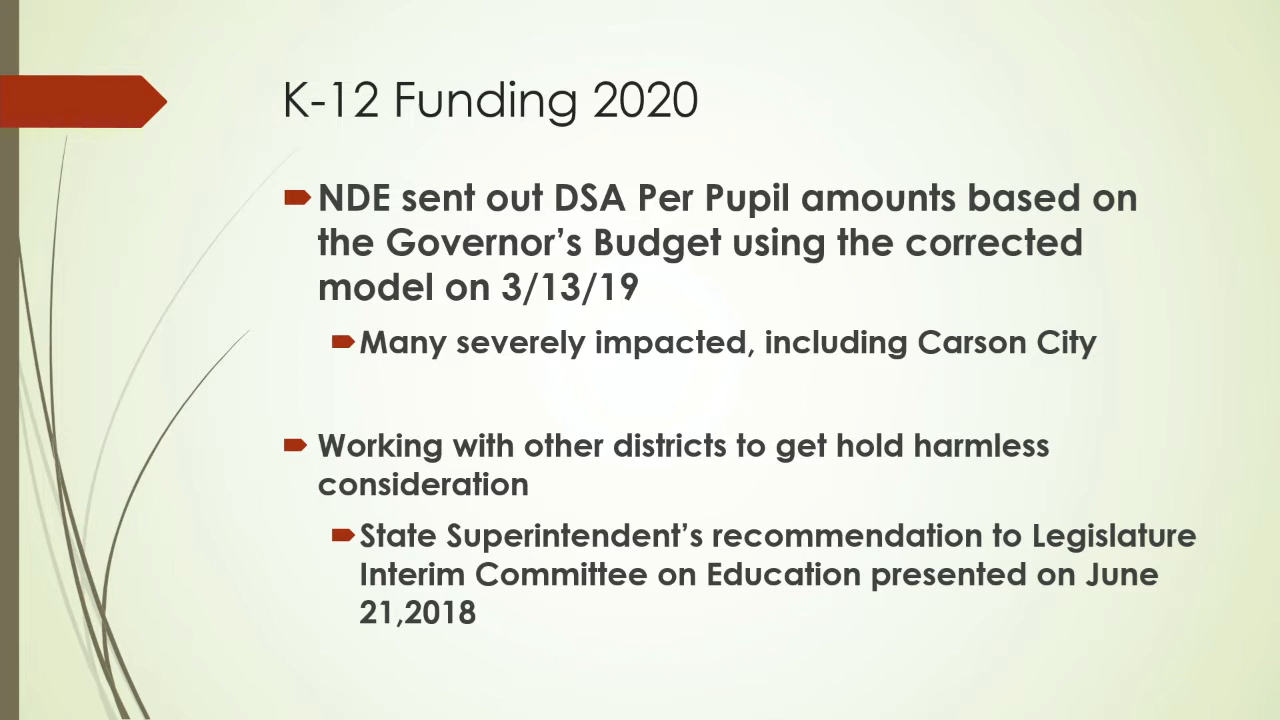 K-12 Funding 2020
NDE sent out DSA Per Pupil amounts based on
the Governor’s Budget using the corrected
model on 3/13/19
Many severely impacted, including Carson City
Working with other districts to get hold harmless
consideration
State Superintendent’s recommendation to Legislature
Interim Committee on Education presented on June
21,2018